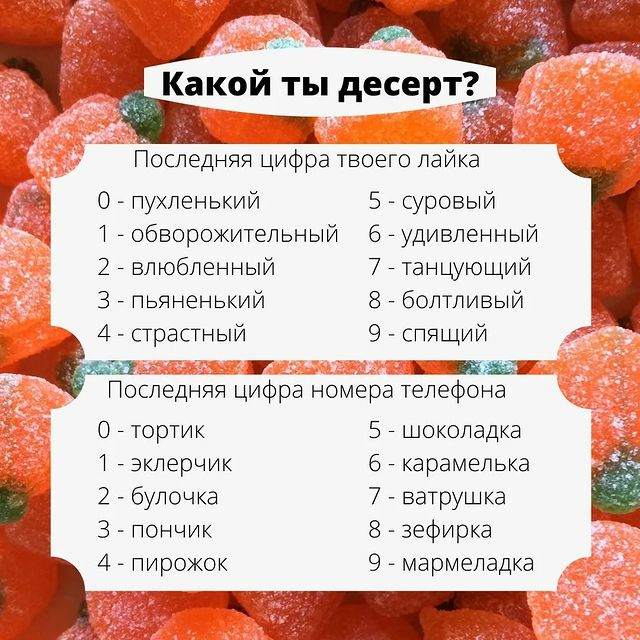 Какой ты десерт?
Последняя цифра твоего лайка
0 - пухленький
1 - обворожительный
2 - влюбленный
3 - пьяненький
4 - страстный
5 - суровый
6 - удивленный
7 - танцующий
8 - болтливый
9 - спящий
Последняя цифра номера телефона
0 - тортик
1 - эклерчик
2 - булочка
3 - пончик
4 - пирожок
5 - шоколадка
6 - карамелька
7 - ватрушка
8 - зефирка
9 - мармеладка